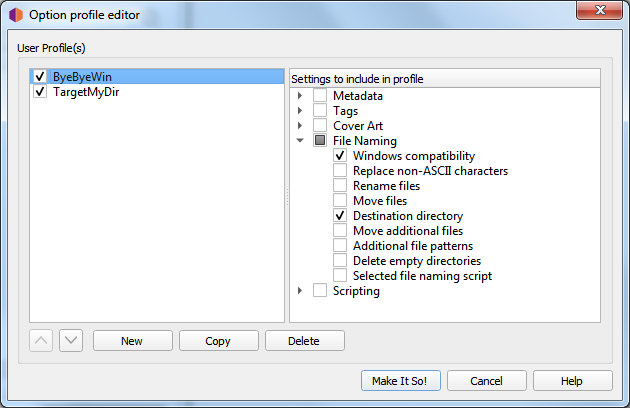 Option profile editor
User Profile(s)
ByeByeWin
TargetMyDir
Settings to include in profile
Metadata
Tags
Cover Art
File Naming
Windows compatibility
Replace non-ASCII characters
Rename files
Move files
Destination directory
Move additional files
Additional file patterns
Delete empty directories
Selected file naming script
Scripting
New Copy Delete
Make It So! Cancel Help